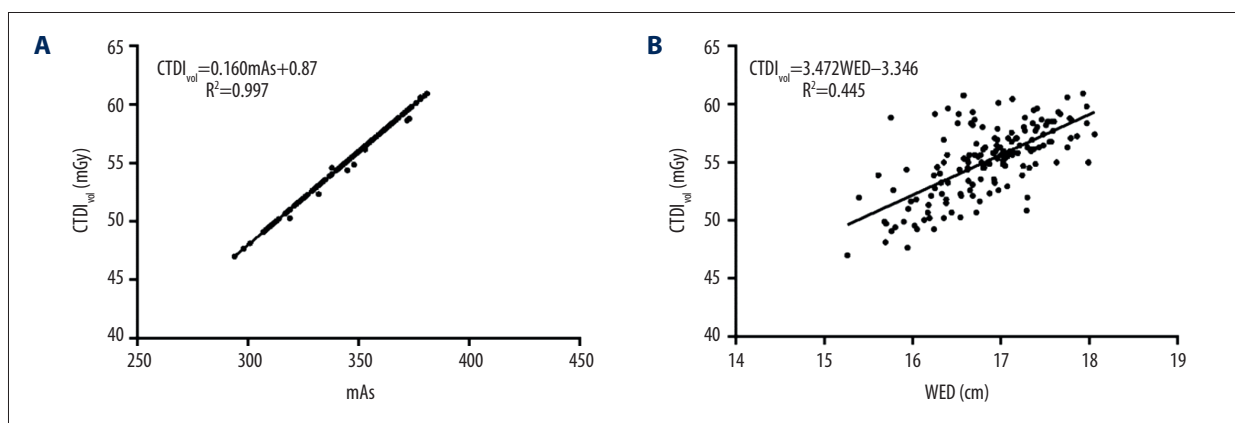 A
65
60
55
50
45
40
CTDIvol (mGy)
CTDIvol=0.160mAs+0.87
R²=0.997
250 300 350 400 450
mAs
B
65
60
55
50
45
40
CTDIvol (mGy)
CTDIvol=3.472WED–3.346
R²=0.445
14 15 16 17 18 19
WED (cm)